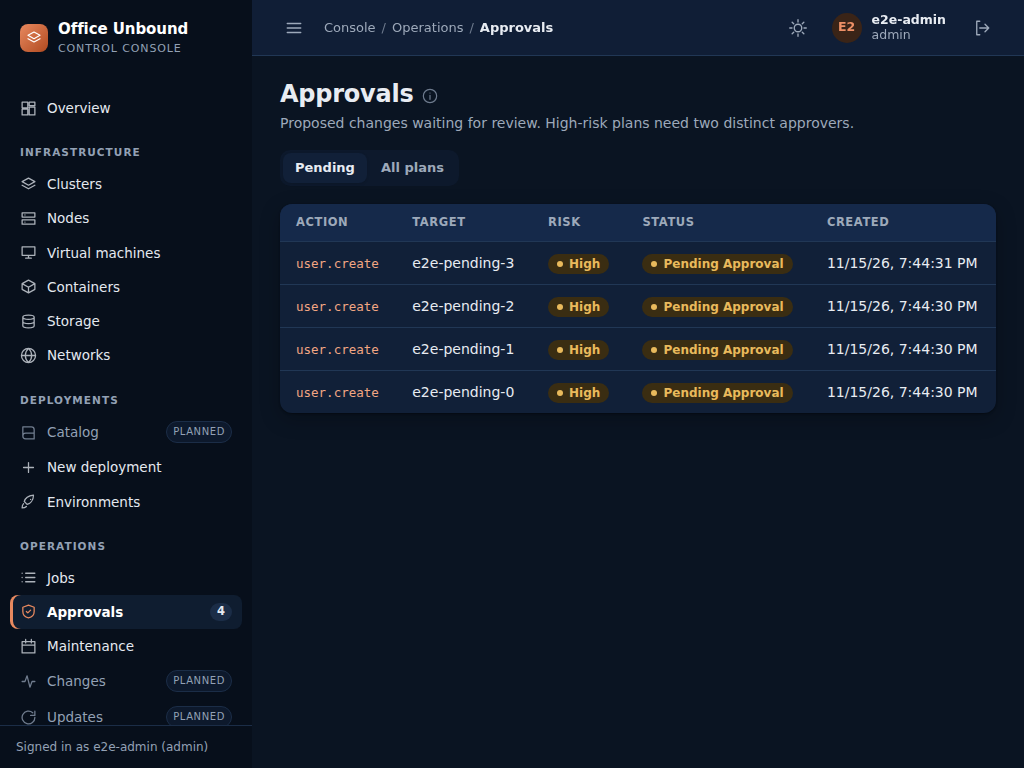 Office Unbound
CONTROL CONSOLE
Overview
INFRASTRUCTURE
Clusters
Nodes
Virtual machines
Containers
Storage
Networks
DEPLOYMENTS
Catalog PLANNED
New deployment
Environments
OPERATIONS
Jobs
Approvals 4
Maintenance
Changes PLANNED
Updates PLANNED
Signed in as e2e-admin (admin)
Console / Operations / Approvals
E2 e2e-admin
admin
Approvals
Proposed changes waiting for review. High-risk plans need two distinct approvers.
Pending All plans
ACTION TARGET RISK STATUS CREATED
user.create e2e-pending-3 High Pending Approval 11/15/26, 7:44:31 PM
user.create e2e-pending-2 High Pending Approval 11/15/26, 7:44:30 PM
user.create e2e-pending-1 High Pending Approval 11/15/26, 7:44:30 PM
user.create e2e-pending-0 High Pending Approval 11/15/26, 7:44:30 PM